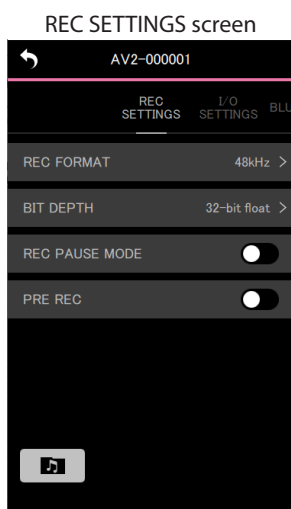 REC SETTINGS screen
AV2-000001
REC SETTINGS
I/O SETTINGS
BLU
REC FORMAT 48kHz >
BIT DEPTH 32-bit float >
REC PAUSE MODE
PRE REC